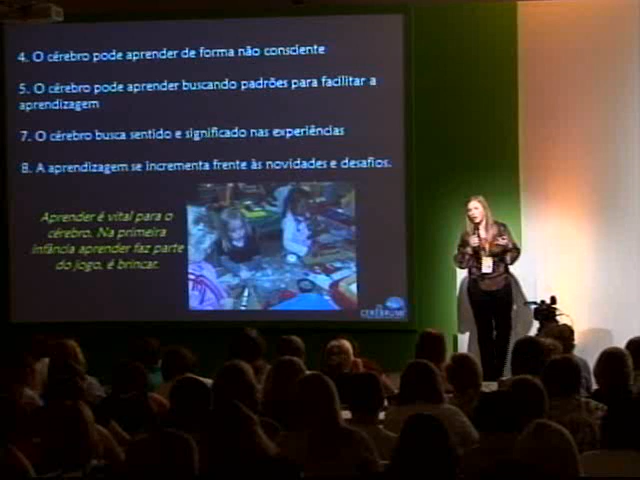 4. O cérebro pode aprender de forma não consciente
5. O cérebro pode aprender buscando padrões para facilitar a
aprendizagem
7. O cérebro busca sentido e significado nas experiências
8. A aprendizagem se incrementa frente às novidades e desafios.
Aprender é vital para o
cérebro. Na primeira
infância aprender faz parte
do jogo, é brincar.
CEREBRUM